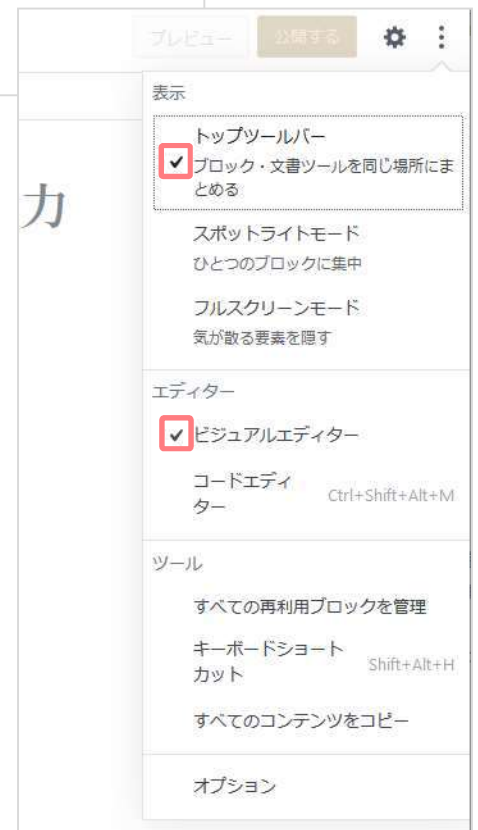 プレビュー 公開する
表示
トップツールバー
ブロック・文書ツールを同じ場所にま
とめる
力
スポットライトモード
ひとつのブロックに集中
フルスクリーンモード
気が散る要素を隠す
エディター
ビジュアルエディター
コードエディ
ター Ctrl+Shift+Alt+M
ツール
すべての再利用ブロックを管理
キーボードショート
カット Shift+Alt+H
すべてのコンテンツをコピー
オプション